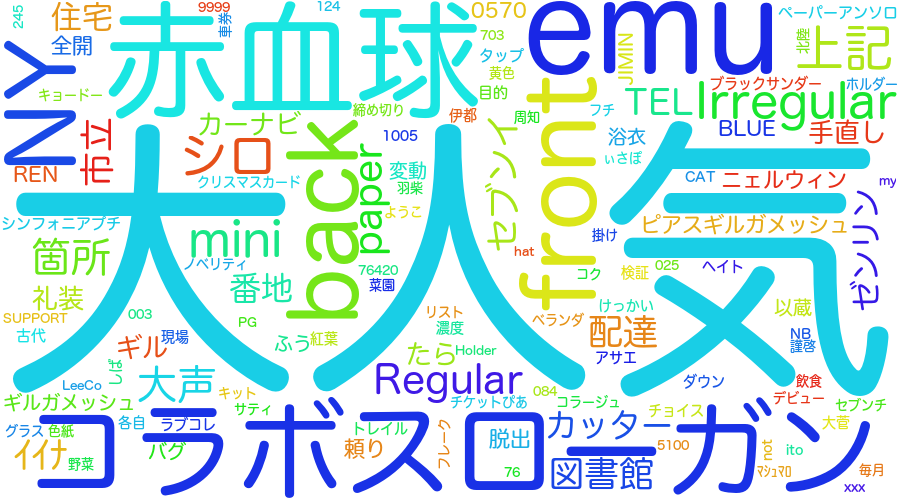 245
住宅
9999
車券
124
0570
ペーパーアンソロ
全開
赤血球
703
emu
北陸
上記
NY
タップ
JIMIN
キョードー
黄色
ブラックサンダー
ホルダー
目的
締め切り
TEL
Irregular
市立
カーナビ
伊都
周知
フチ
1005
BLUE
手直し
シロ
back
front
浴衣
REN
paper
変動
セブンイ
ぃさぽ
クリスマスカード
羽柴
CAT
ニェルウィン
my
大人気
ようこ
シンフォニアプチ
mini
ピアスギルガメッシュ
ゼンリン
箇所
掛け
hat
ノベリティ
76420
コク
検証
025
ヘイト
番地
菜園
礼装
003
リスト
けっかい
以蔵
SUPPORT
PG
濃度
ベランダ
配達
NB
古代
現場
ふう
紅葉
謹啓
ギル
たら
Holder
アサエ
しぱ
LeeCo
大声
Regular
ダウン
飲食
キット
084
デビュー
ギルガメッシュ
サティ
チケットぴあ
コラージュ
セブンチ
コラボスロー
ガン
各自
ラブコレ
カッター
チョイス
大菅
グラス
色紙
トレイル
イイナ
バグ
頼り
フレーク
脱出
5100
not
ito
野菜
76
図書館
マシュマロ
毎月
xxx